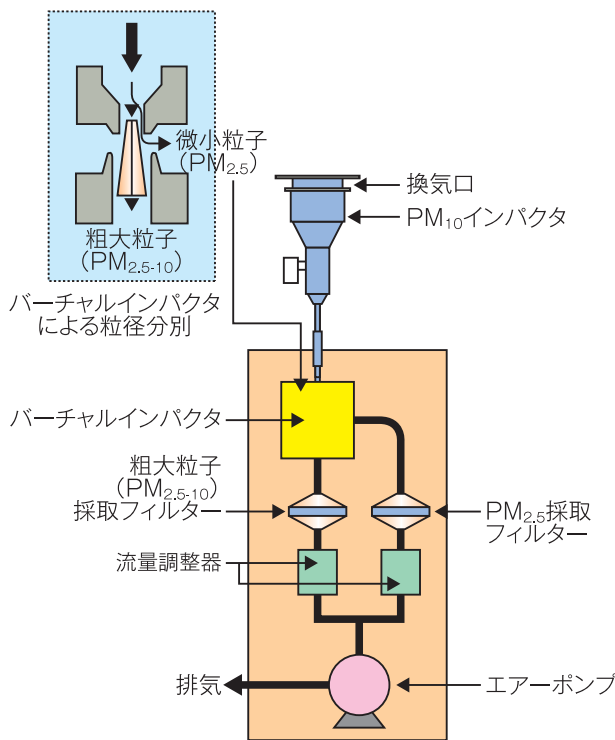 微小粒子
(PM2.5)
粗大粒子
(PM2.5-10)
バーチャルインパクタ
による粒径分別
換気口
PM10インパクタ
バーチャルインパクタ
粗大粒子
(PM2.5-10)
採取フィルター
PM2.5採取
フィルター
流量調整器
排気
エアーポンプ